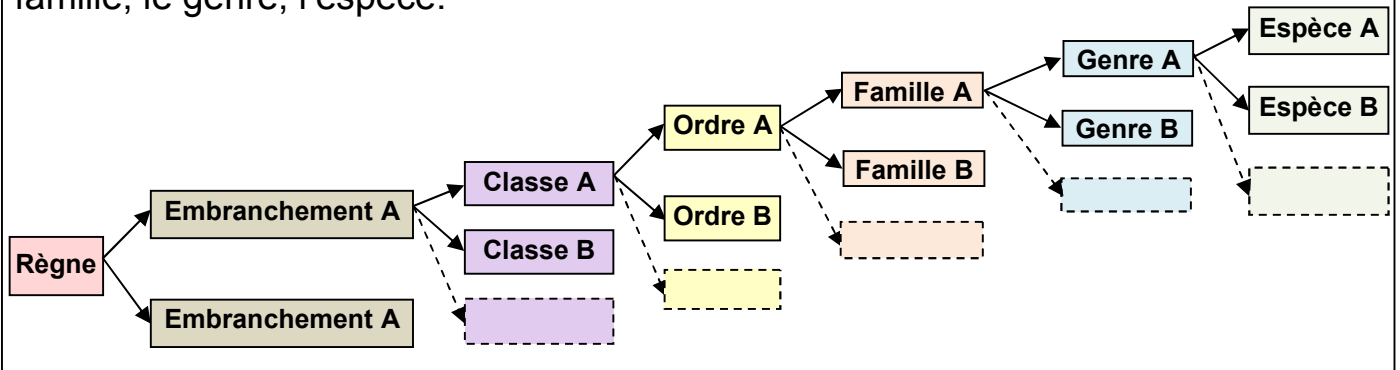 famille, le genre, l'espèce.
Règne
Embranchement A
Embranchement A
Classe A
Classe B
Ordre A
Ordre B
Famille A
Famille B
Genre A
Genre B
Espèce A
Espèce B